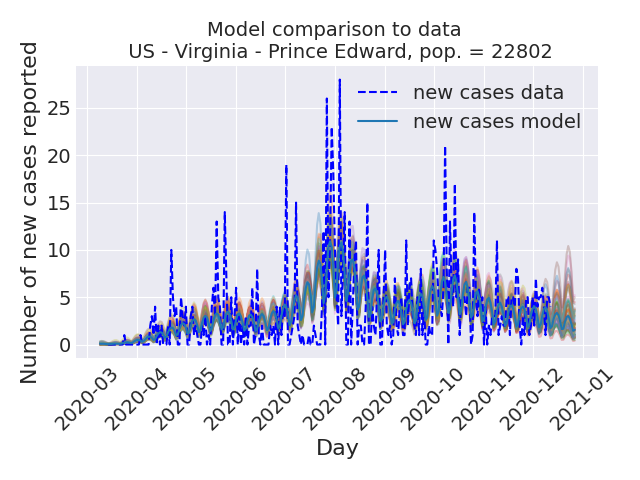 Model comparison to data
US - Virginia - Prince Edward, pop. = 22802
Number of new cases reported
25
20
15
10
5
0
new cases data
new cases model
2020-03
2020-04
2020-05
2020-06
2020-07
2020-08
2020-09
2020-10
2020-11
2020-12
2021-01
Day